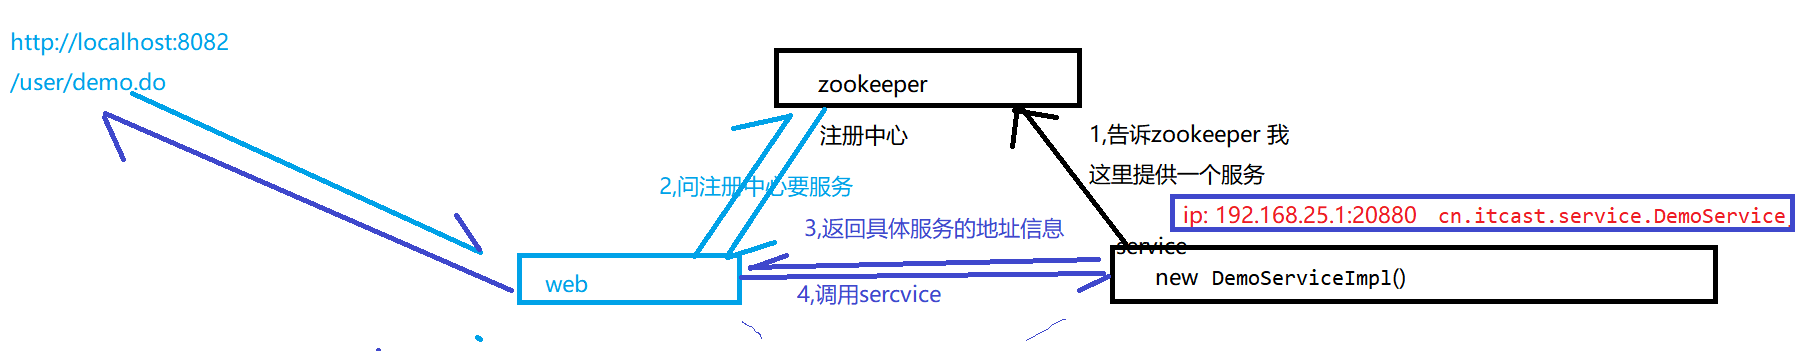 http://localhost:8082
/user/demo.do
zookeeper
注册中心
1,告诉zookeeper 我
这里提供一个服务
2,问注册中心要服务
ip: 192.168.25.1:20880 cn.itcast.service.DemoService
3,返回具体服务的地址信息
service
web
new DemoServiceImpl()
4,调用sercvice